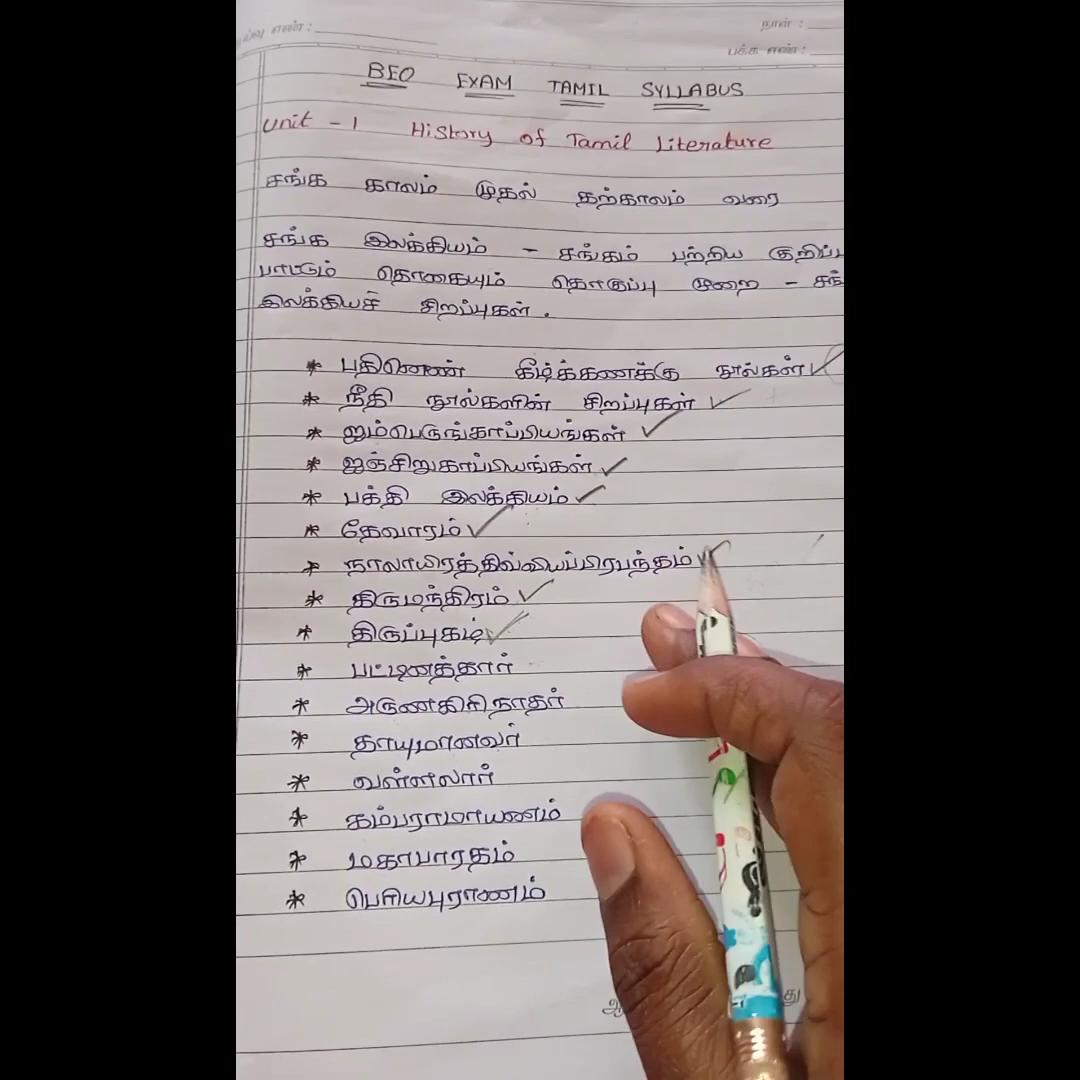 நாள் :
பக்க எண் :
BEO EXAM TAMIL SYLLABUS
Unit - 1 History of Tamil Literature
சங்க காலம் முதல் தற்காலம் வரை
சங்க இலக்கியம் - சங்கம் பற்றிய குறிப்பு
பாட்டும் தொகையும் தொகுப்பு முறை - சங்
இலக்கியச் சிறப்புகள் .
* பதினெண் கீழ்க்கணக்கு நூல்கள்
* நீதி நூல்களின் சிறப்புகள்
* ஐம்பெருங்காப்பியங்கள்
* ஐஞ்சிறுகாப்பியங்கள்
* பக்தி இலக்கியம்
* தேவாரம்
* நாலாயிரத்திவ்வியப்பிரபந்தம்
* திருமந்திரம்
* திருப்புகழ்
* பட்டினத்தார்
* அருணகிரிநாதர்
* தாயுமானவர்
* வள்ளலார்
* கம்பராமாயணம்
* மகாபாரதம்
* பெரியபுராணம்